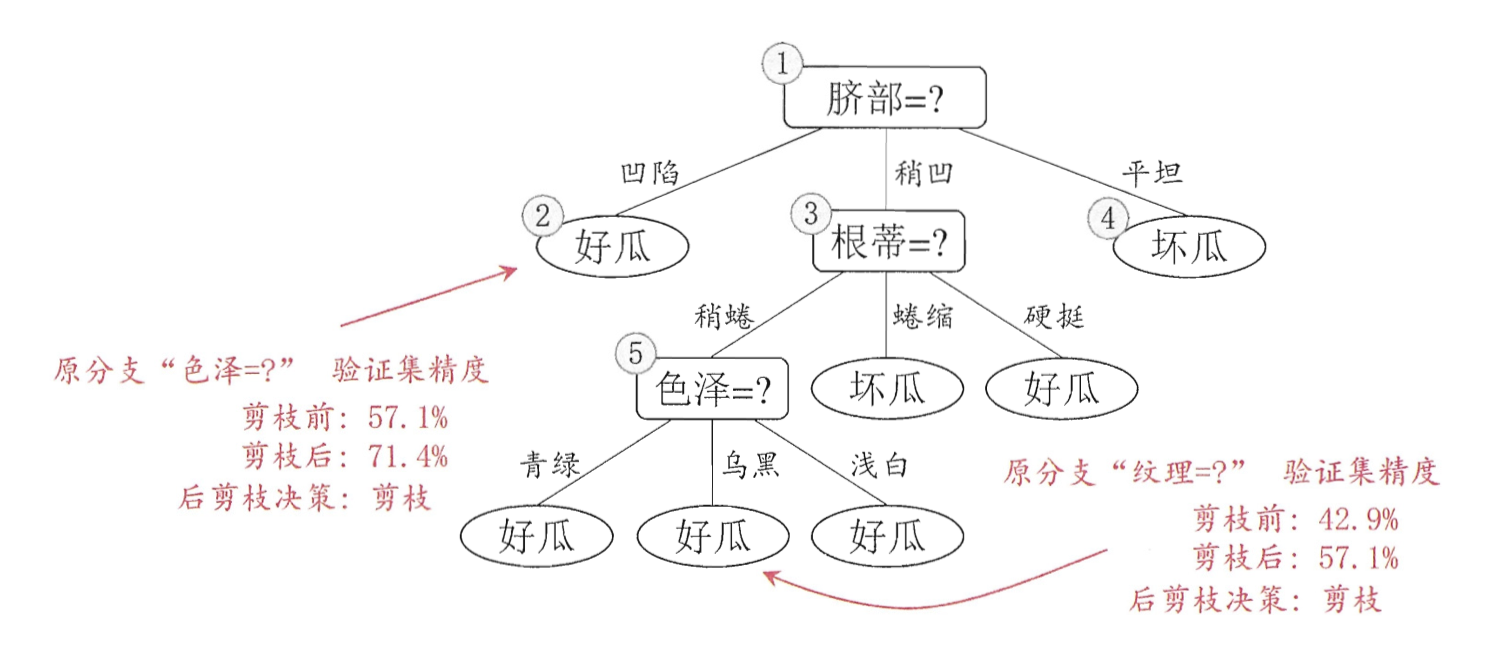 1
脐部=?
凹陷
稍凹
平坦
2
好瓜
3
根蒂=?
4
坏瓜
稍蜷
蜷缩
硬挺
5
色泽=?
坏瓜
好瓜
原分支“色泽=?” 验证集精度
剪枝前: 57.1%
剪枝后: 71.4%
后剪枝决策: 剪枝
青绿
乌黑
浅白
好瓜
好瓜
好瓜
原分支“纹理=?” 验证集精度
剪枝前: 42.9%
剪枝后: 57.1%
后剪枝决策: 剪枝